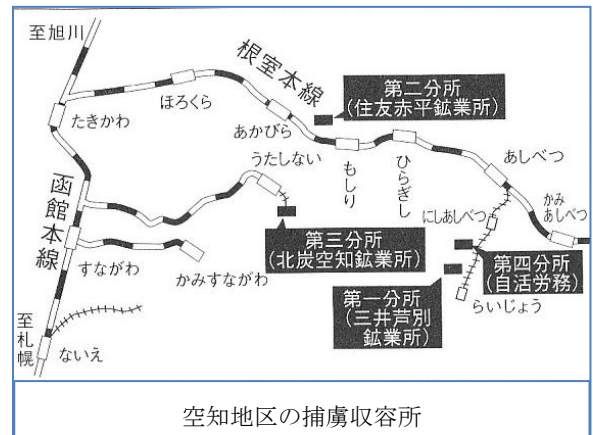 至旭川
根室本線
第二分所
(住友赤平鉱業所)
ほろくら
たきかわ
あかびら
うたしない
もしり
ひらぎし
あしべつ
かみ
あしべつ
函館本線
にしあしべつ
第三分所
(北炭空知鉱業所)
すながわ
かみすながわ
第四分所
(自活労務)
第一分所
(三井芦別
鉱業所)
らいじょう
至札幌
ないえ
空知地区の捕虜収容所